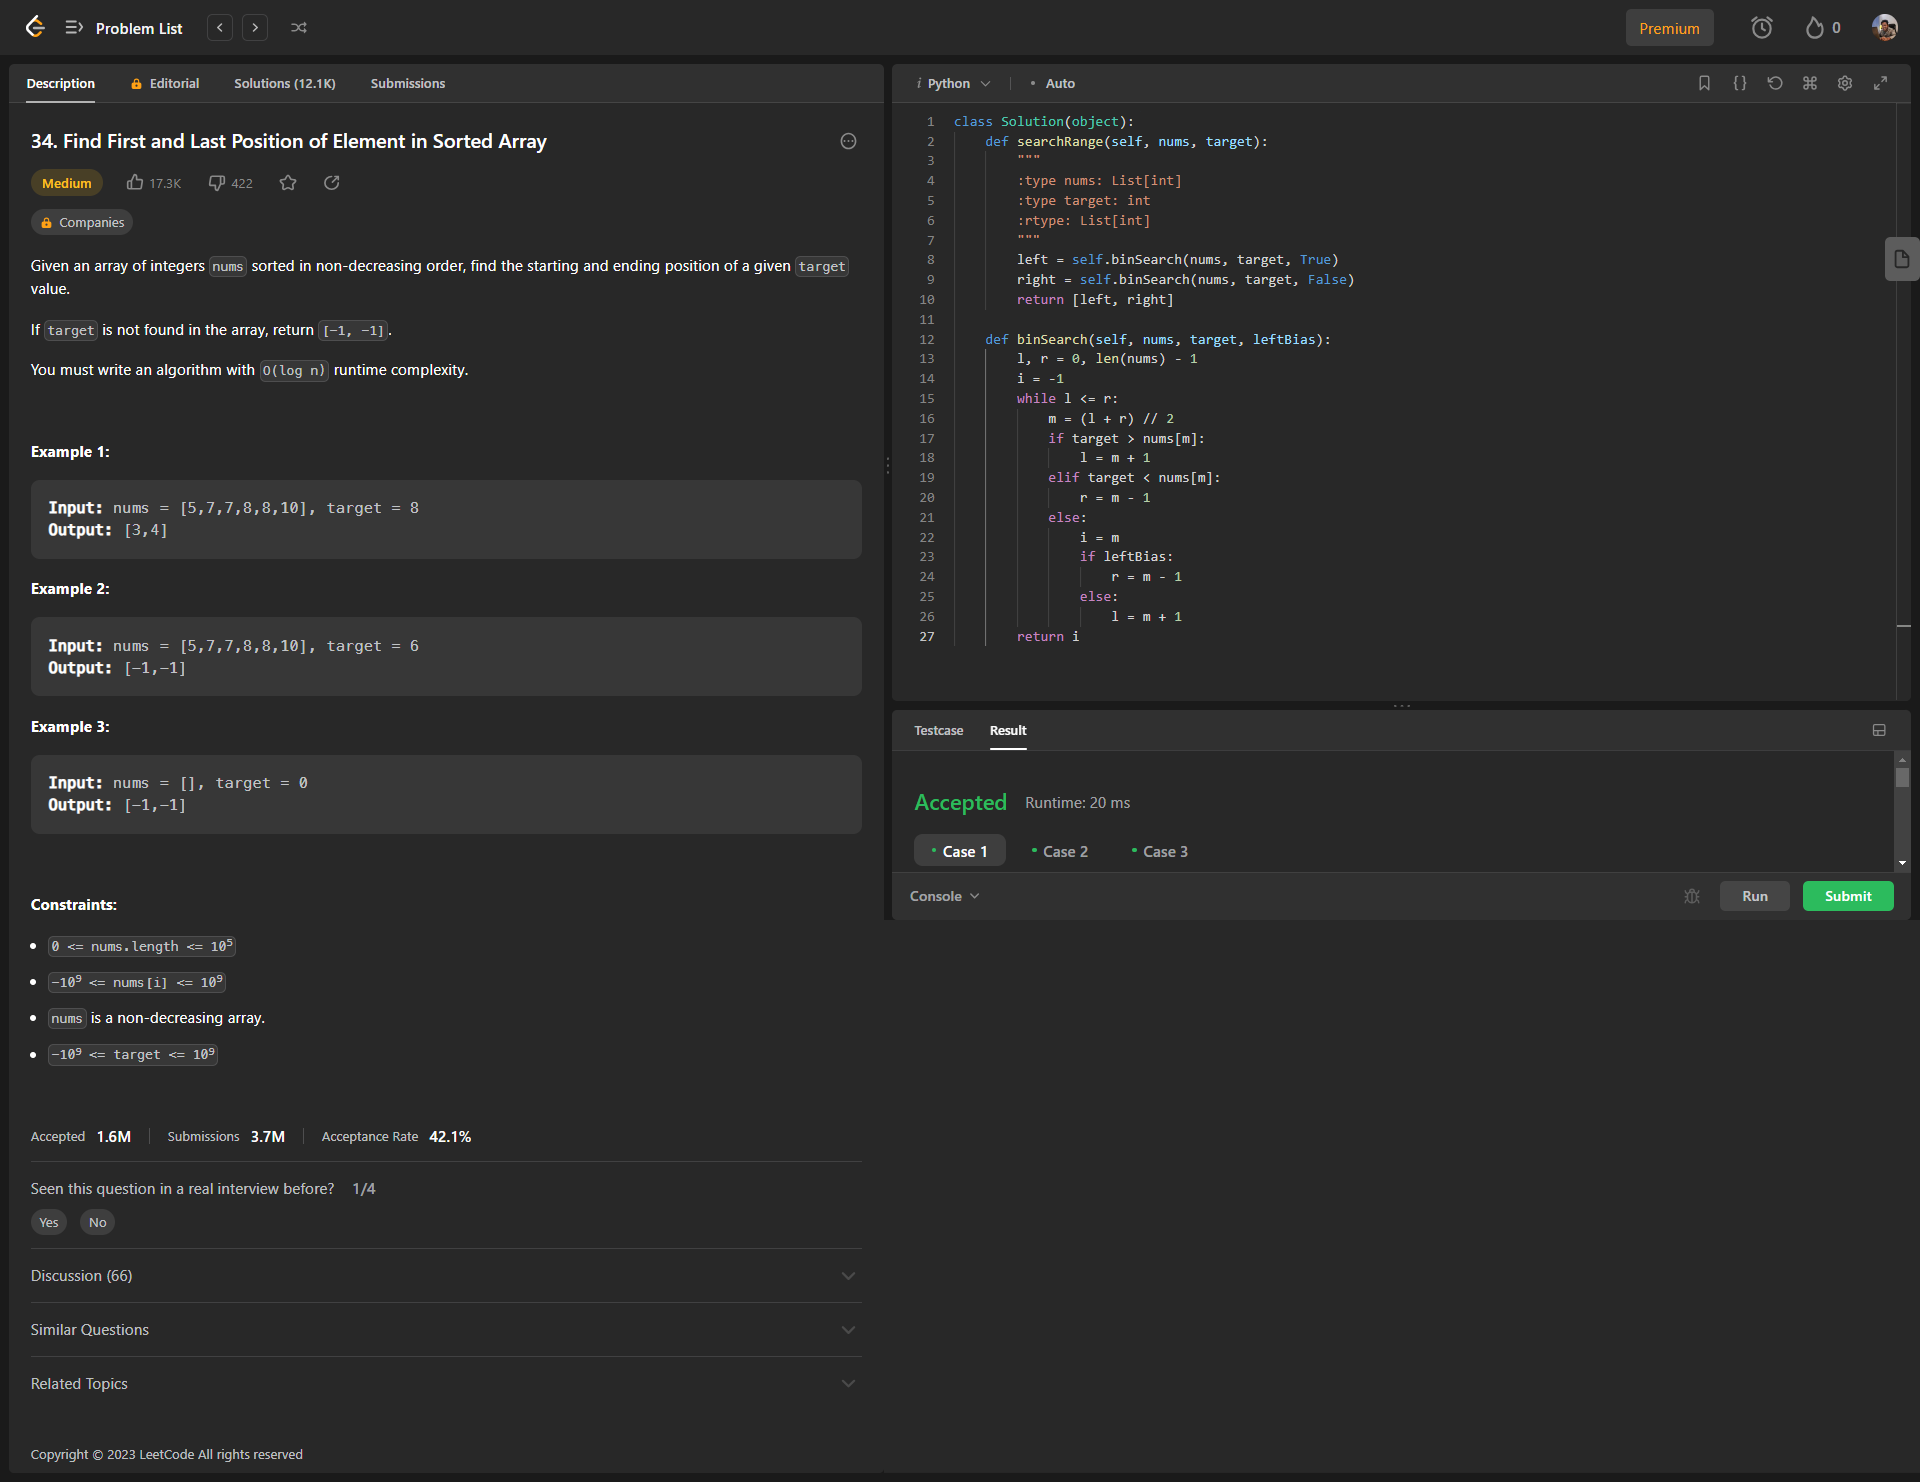 Problem List
Premium
0
Description
Editorial
Solutions (12.1K)
Submissions
34. Find First and Last Position of Element in Sorted Array
Medium
17.3K
422
Companies
Given an array of integers nums sorted in non-decreasing order, find the starting and ending position of a given target
value.
If target is not found in the array, return [-1, -1].
You must write an algorithm with O(log n) runtime complexity.
Example 1:
Input: nums = [5,7,7,8,8,10], target = 8
Output: [3,4]
Example 2:
Input: nums = [5,7,7,8,8,10], target = 6
Output: [-1,-1]
Example 3:
Input: nums = [], target = 0
Output: [-1,-1]
Constraints:
• 0 <= nums.length <= 10⁵
• -10⁹ <= nums[i] <= 10⁹
• nums is a non-decreasing array.
• -10⁹ <= target <= 10⁹
Accepted 1.6M Submissions 3.7M Acceptance Rate 42.1%
Seen this question in a real interview before? 1/4
Yes No
Discussion (66)
Similar Questions
Related Topics
Copyright © 2023 LeetCode All rights reserved
i Python • Auto
1 class Solution(object):
2     def searchRange(self, nums, target):
3         """
4         :type nums: List[int]
5         :type target: int
6         :rtype: List[int]
7         """
8         left = self.binSearch(nums, target, True)
9         right = self.binSearch(nums, target, False)
10         return [left, right]
11
12     def binSearch(self, nums, target, leftBias):
13         l, r = 0, len(nums) - 1
14         i = -1
15         while l <= r:
16             m = (l + r) // 2
17             if target > nums[m]:
18                 l = m + 1
19             elif target < nums[m]:
20                 r = m - 1
21             else:
22                 i = m
23                 if leftBias:
24                     r = m - 1
25                 else:
26                     l = m + 1
27         return i
Testcase
Result
Accepted Runtime: 20 ms
• Case 1 • Case 2 • Case 3
Console
Run
Submit